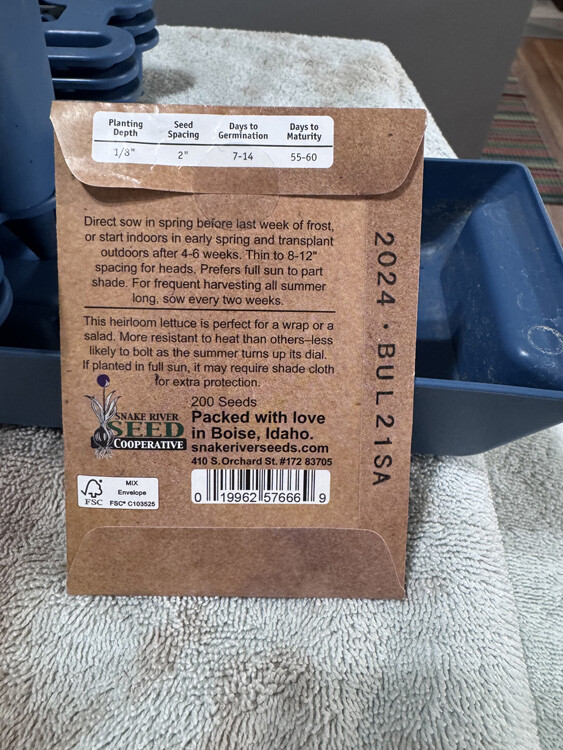 Planting Depth
Seed Spacing
Days to Germination
Days to Maturity
1/8"
2"
7-14
55-60
Direct sow in spring before last week of frost,
or start indoors in early spring and transplant
outdoors after 4-6 weeks. Thin to 8-12"
spacing for heads. Prefers full sun to part
shade. For frequent harvesting all summer
long, sow every two weeks.
This heirloom lettuce is perfect for a wrap or a
salad. More resistant to heat than others–less
likely to bolt as the summer turns up its dial.
If planted in full sun, it may require shade cloth
for extra protection.
200 Seeds
Packed with love
in Boise, Idaho.
snakeriverseeds.com
410 S.Orchard St. #172 83705
SNAKE RIVER
SEED
COOPERATIVE
FSC
MIX
Envelope
FSC® C103525
0 19962 57666 9
2024 · BUL21SA